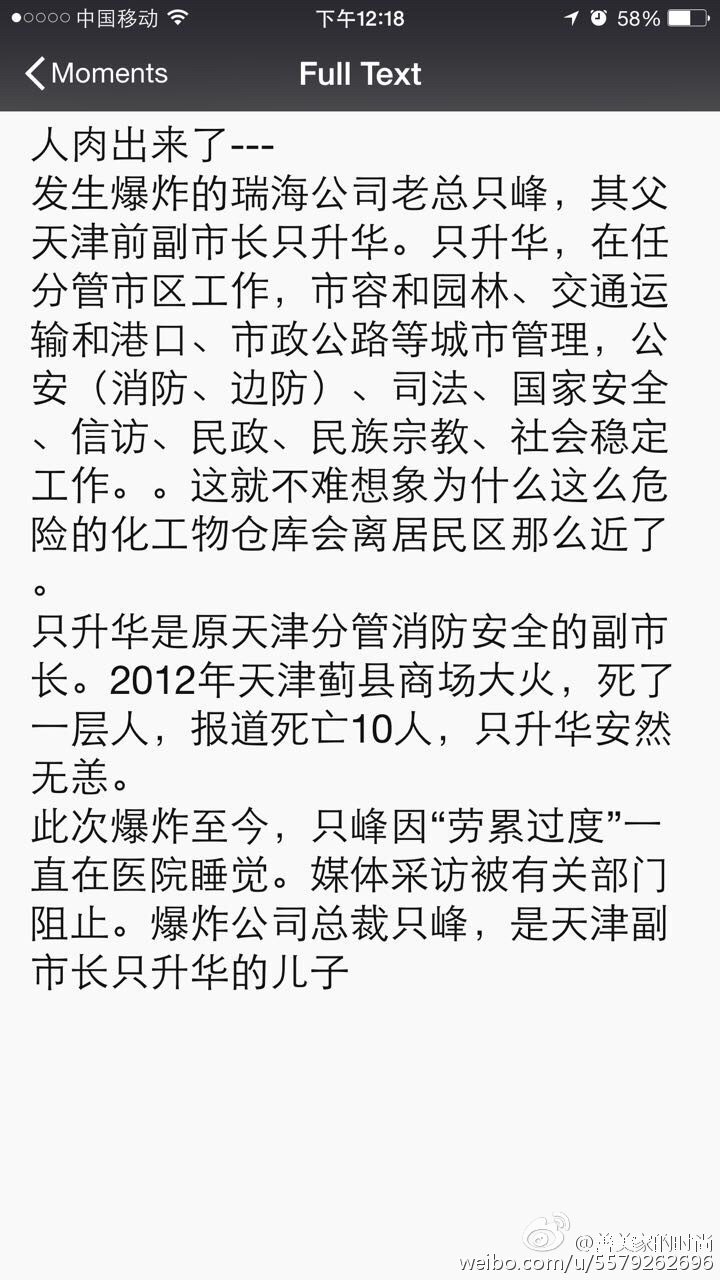 中国移动 下午12:18 58%
Moments Full Text
人肉出来了---
发生爆炸的瑞海公司老总只峰，其父
天津前副市长只升华。只升华，在任
分管市区工作，市容和园林、交通运
输和港口、市政公路等城市管理，公
安（消防、边防）、司法、国家安全
、信访、民政、民族宗教、社会稳定
工作。。这就不难想象为什么这么危
险的化工物仓库会离居民区那么近了
。
只升华是原天津分管消防安全的副市
长。2012年天津蓟县商场大火，死了
一层人，报道死亡10人，只升华安然
无恙。
此次爆炸至今，只峰因“劳累过度”一
直在医院睡觉。媒体采访被有关部门
阻止。爆炸公司总裁只峰，是天津副
市长只升华的儿子
美家的时尚
weibo.com/u/5579262696